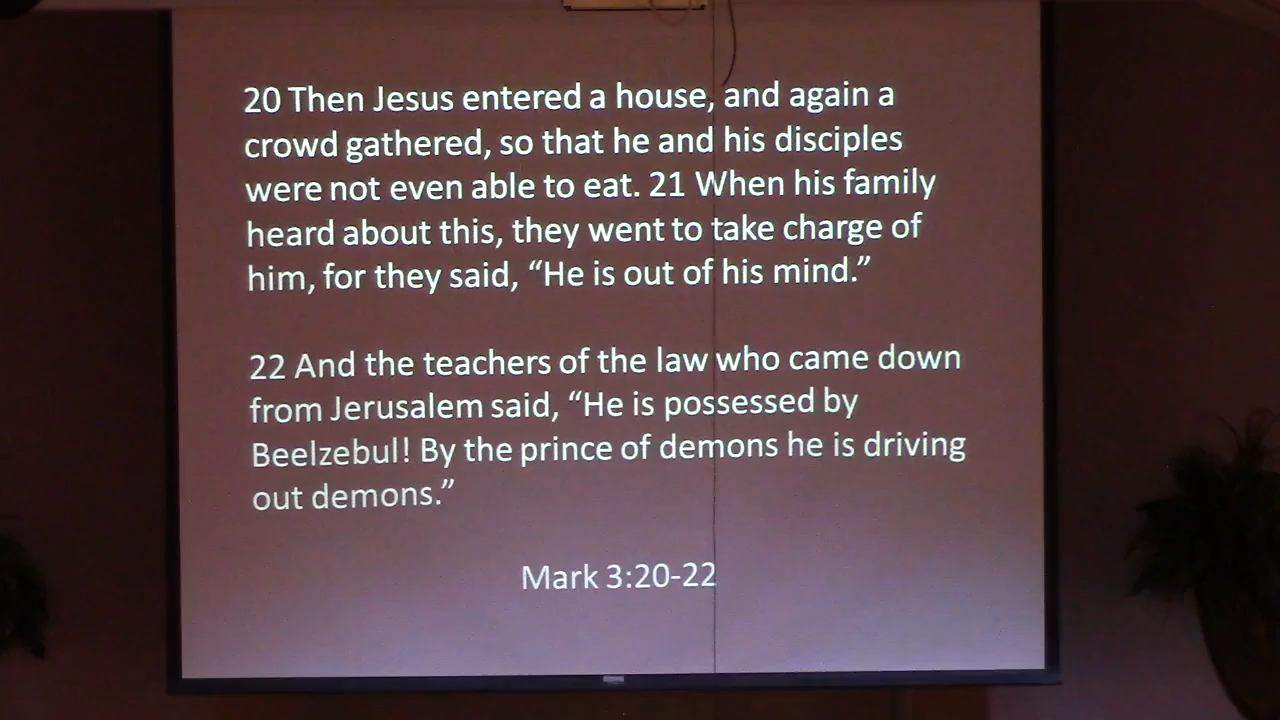 20 Then Jesus entered a house, and again a
crowd gathered, so that he and his disciples
were not even able to eat. 21 When his family
heard about this, they went to take charge of
him, for they said, “He is out of his mind.”
22 And the teachers of the law who came down
from Jerusalem said, “He is possessed by
Beelzebul! By the prince of demons he is driving
out demons.”
Mark 3:20-22